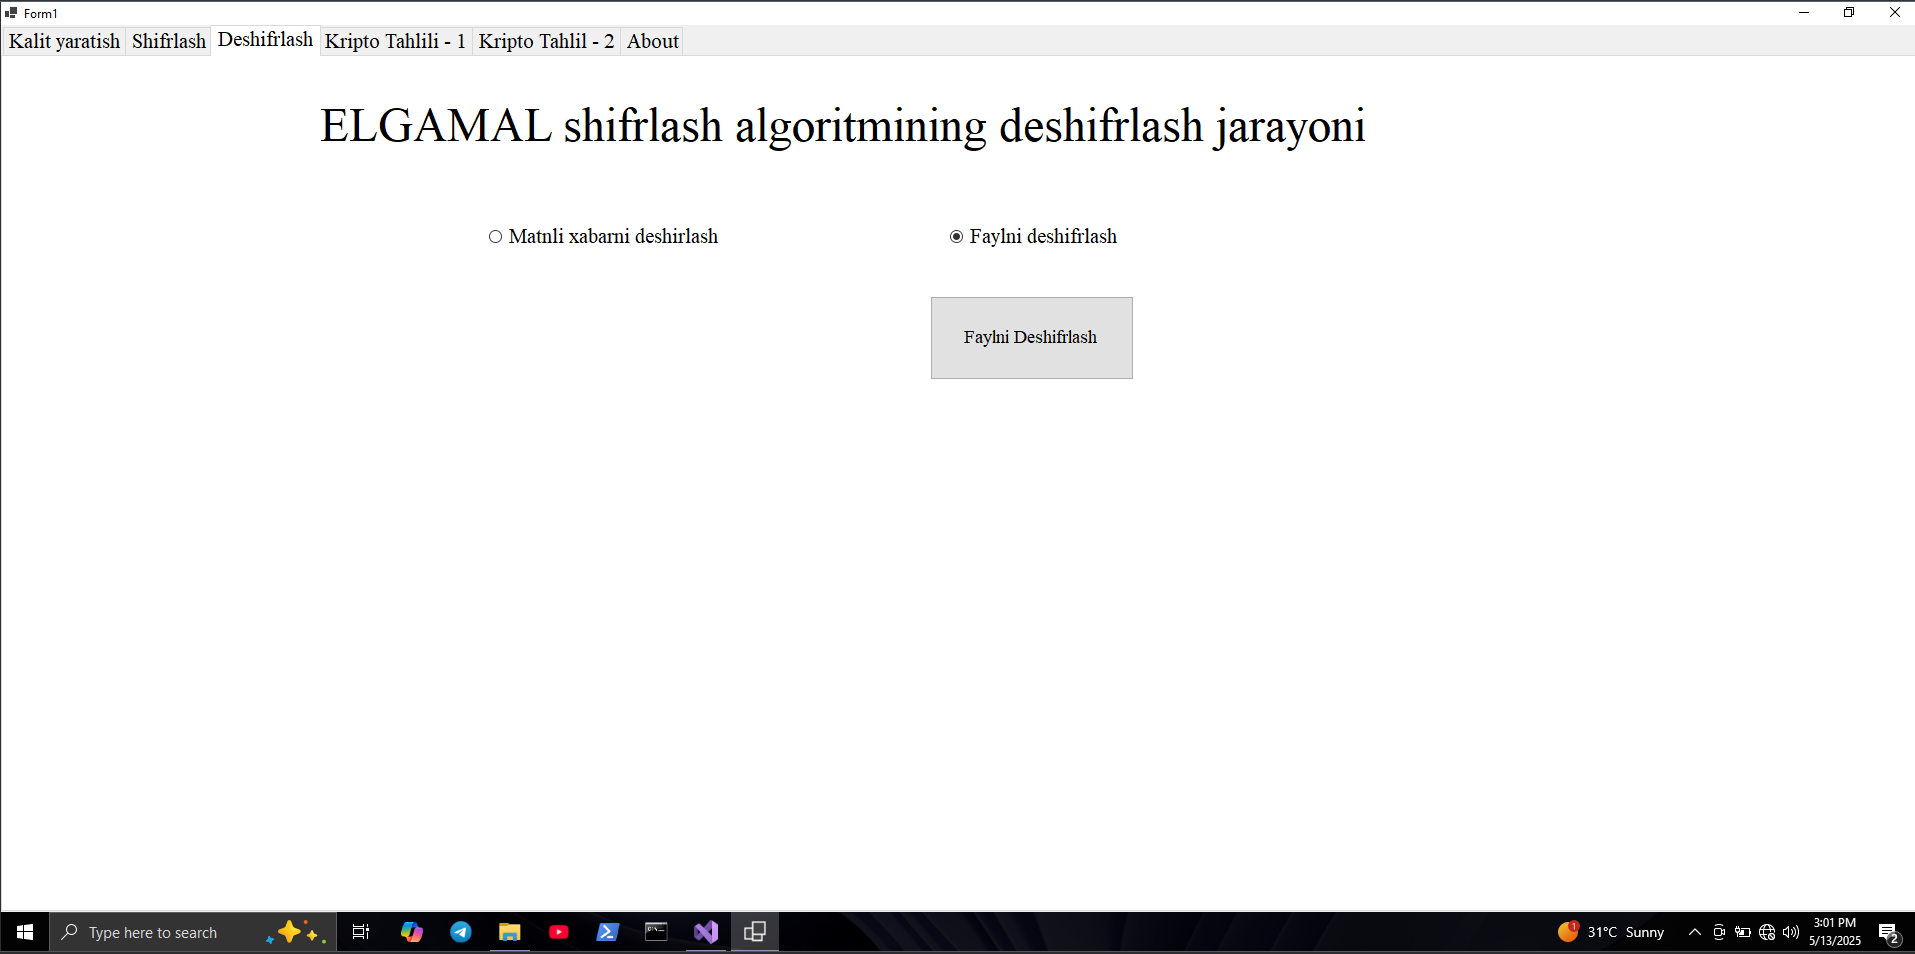 Form1
Kalit yaratish Shifrlash Deshifrlash Kripto Tahlili - 1 Kripto Tahlil - 2 About
ELGAMAL shifrlash algoritmining deshifrlash jarayoni
Matnli xabarni deshirlash Faylni deshifrlash
Faylni Deshifrlash
Type here to search
1
31°C Sunny
3:01 PM
5/13/2025
2